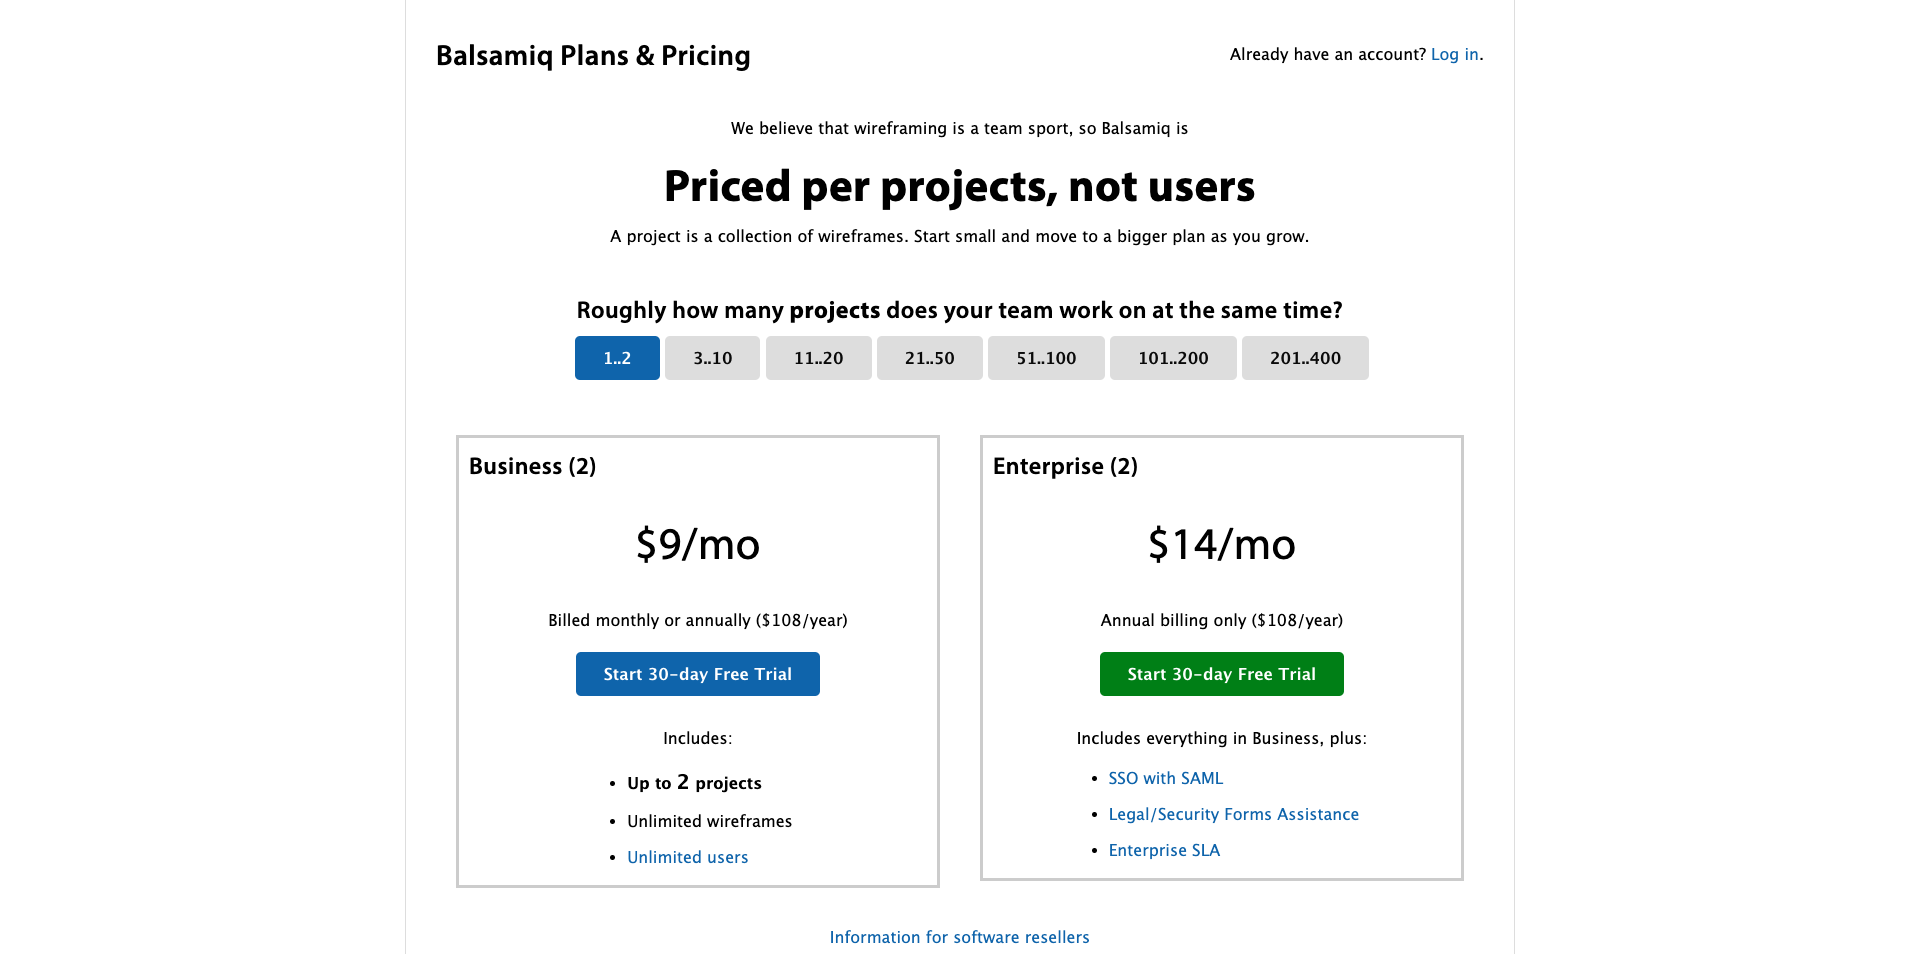 Balsamiq Plans & Pricing
Already have an account? Log in.
We believe that wireframing is a team sport, so Balsamiq is
Priced per projects, not users
A project is a collection of wireframes. Start small and move to a bigger plan as you grow.
Roughly how many projects does your team work on at the same time?
1..2 3..10 11..20 21..50 51..100 101..200 201..400
Business (2)
$9/mo
Billed monthly or annually ($108/year)
Start 30-day Free Trial
Includes:
• Up to 2 projects
• Unlimited wireframes
• Unlimited users
Enterprise (2)
$14/mo
Annual billing only ($108/year)
Start 30-day Free Trial
Includes everything in Business, plus:
• SSO with SAML
• Legal/Security Forms Assistance
• Enterprise SLA
Information for software resellers